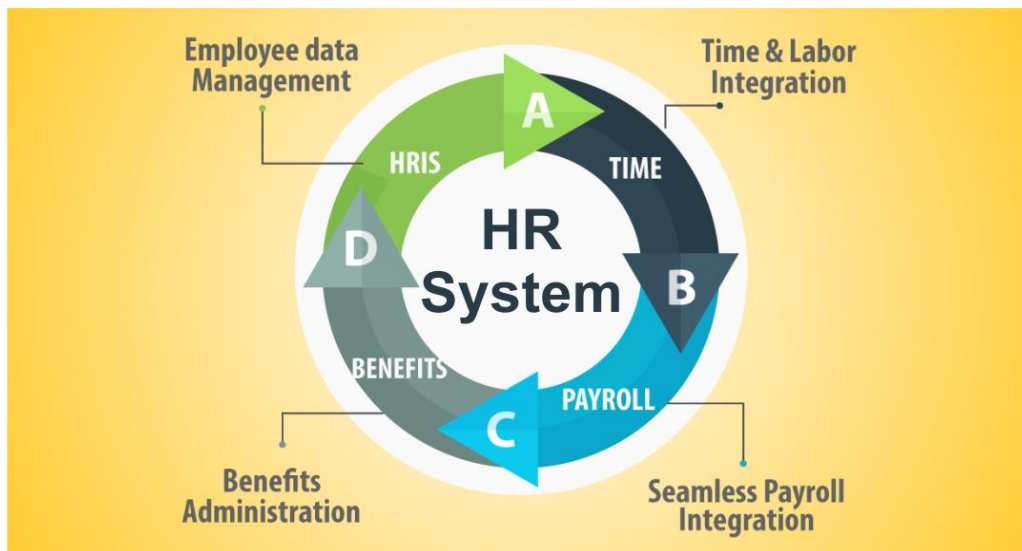 Employee data
Management
Time & Labor
Integration
A
HRIS
TIME
HR
System
D
B
BENEFITS
PAYROLL
C
Benefits
Administration
Seamless Payroll
Integration